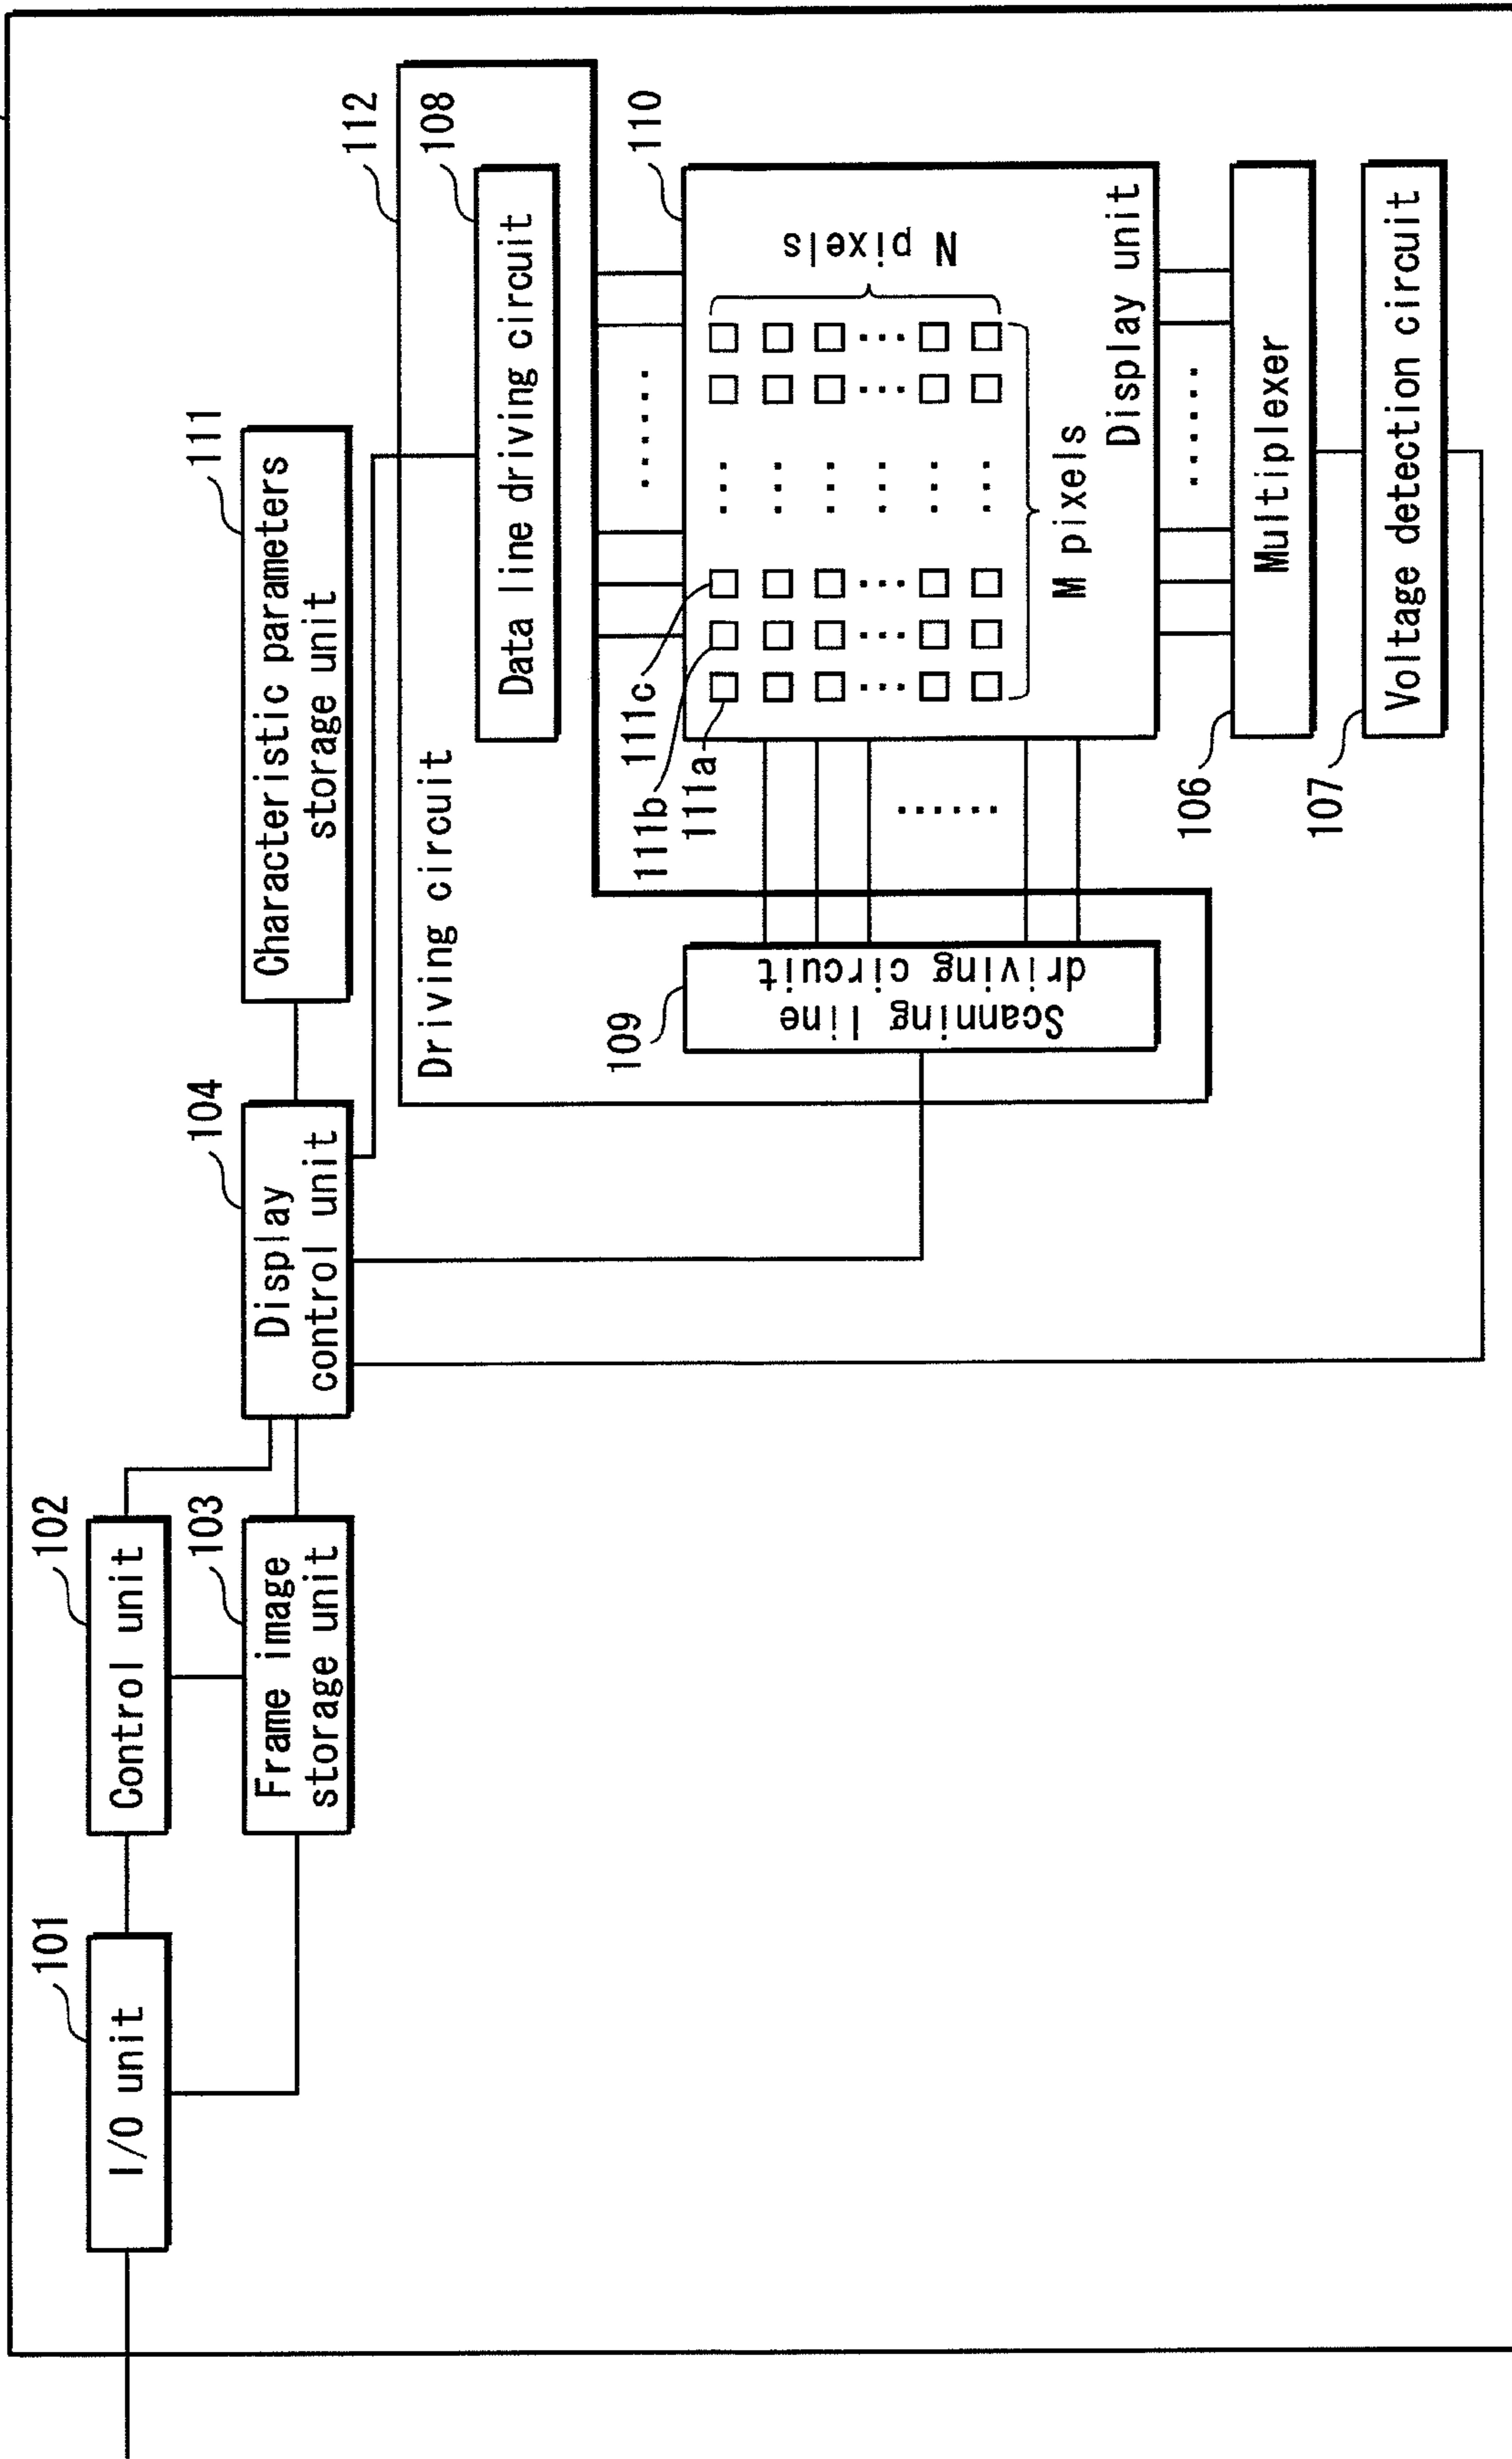 101
I/O unit
102
Control unit
103
Frame image
storage unit
104
Display
control unit
111
Characteristic parameters
storage unit
112
Driving circuit
108
Data line driving circuit
109
Scanning line
driving circuit
110
111a
111b
111c
N pixels
M pixels
Display unit
106
Multiplexer
107
Voltage detection circuit